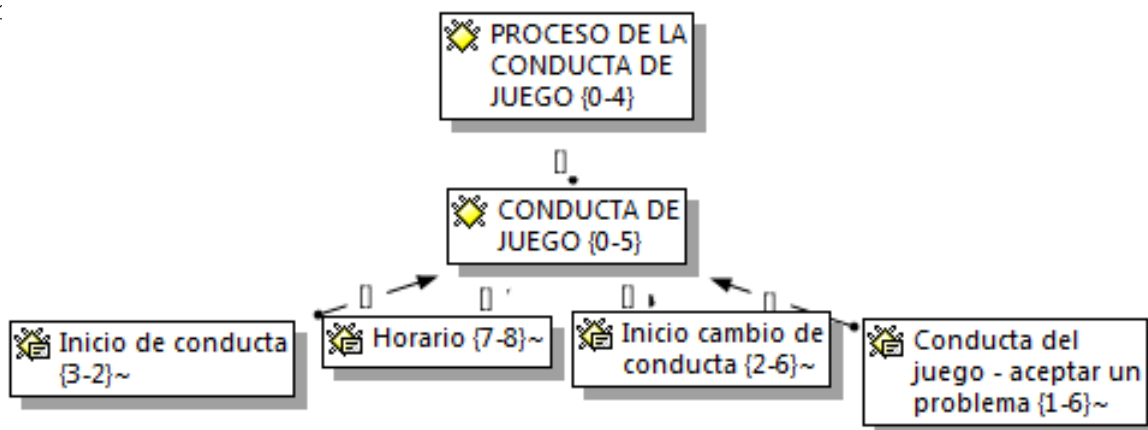 PROCESO DE LA
CONDUCTA DE
JUEGO {0-4}
[]
CONDUCTA DE
JUEGO {0-5}
[]
[]
[]
[]
Inicio de conducta
{3-2}~
Horario {7-8}~
Inicio cambio de
conducta {2-6}~
Conducta del
juego - aceptar un
problema {1-6}~